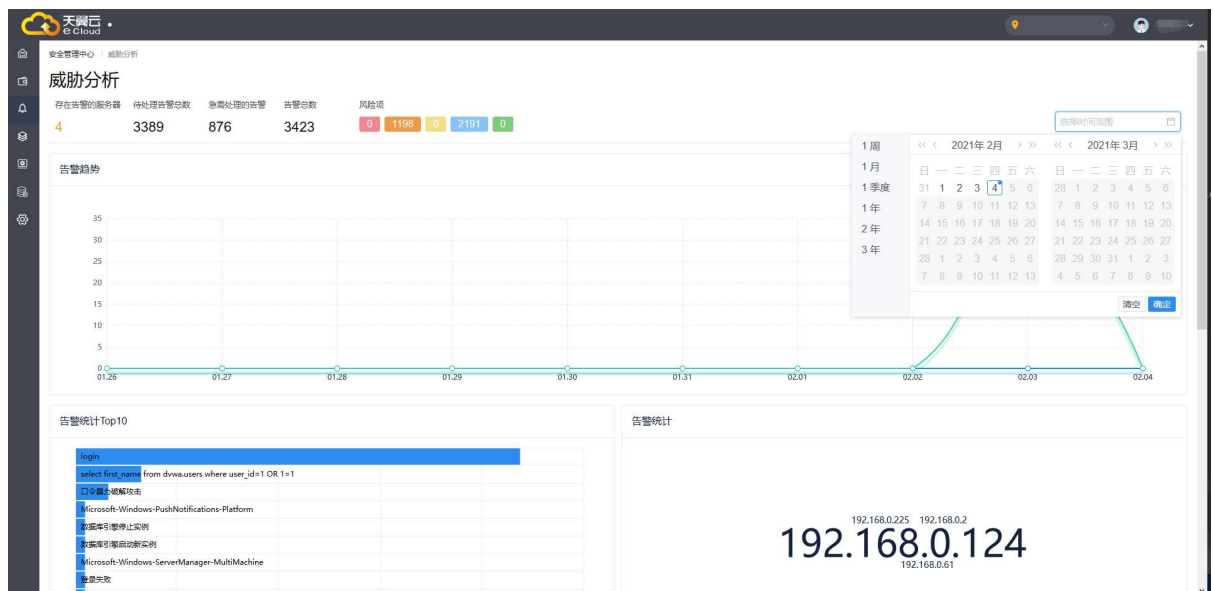 天翼云
e Cloud
安全管理中心 / 威胁分析
威胁分析
存在告警的服务器 待处理告警总数 急需处理的告警 告警总数 风险项
4 3389 876 3423 0 1198 0 2191 0
选择时间范围
1 周
1 月
1 季度
1 年
2 年
3 年
2021年 2月
日 一 二 三 四 五 六
31 1 2 3 4 5 6
7 8 9 10 11 12 13
14 15 16 17 18 19 20
21 22 23 24 25 26 27
28 1 2 3 4 5 6
7 8 9 10 11 12 13
2021年 3月
日 一 二 三 四 五 六
28 1 2 3 4 5 6
7 8 9 10 11 12 13
14 15 16 17 18 19 20
21 22 23 24 25 26 27
28 29 30 31 1 2 3
4 5 6 7 8 9 10
清空 确定
告警趋势
35
30
25
20
15
10
5
0
01.26 01.27 01.28 01.29 01.30 01.31 02.01 02.02 02.03 02.04
告警统计Top10
login
select first_name from dvwa.users where user_id=1 OR 1=1
口令暴力破解攻击
Microsoft-Windows-PushNotifications-Platform
数据库引擎停止实例
数据库引擎启动新实例
Microsoft-Windows-ServerManager-MultiMachine
登录失败
告警统计
192.168.0.225 192.168.0.2
192.168.0.124
192.168.0.61